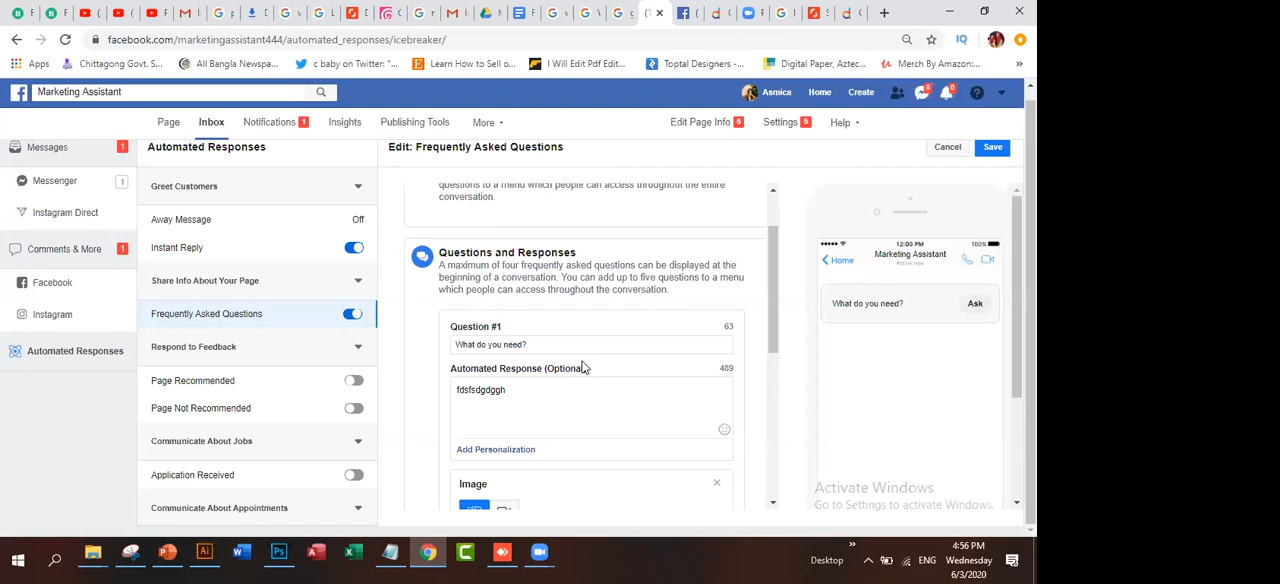 facebook.com/marketingassistant444/automated_responses/icebreaker/
Apps
Chittagong Govt. S...
All Bangla Newspa...
c baby on Twitter: "...
Learn How to Sell o...
I Will Edit Pdf Edit...
Toptal Designers -...
Digital Paper, Aztec...
Merch By Amazon:...
Marketing Assistant
Asmica
Home
Create
8
6
Page
Inbox
Notifications 1
Insights
Publishing Tools
More
Edit Page Info 5
Settings 5
Help
Messages 1
Messenger 1
Instagram Direct
Comments & More 1
Facebook
Instagram
Automated Responses
Automated Responses
Greet Customers
Away Message Off
Instant Reply
Share Info About Your Page
Frequently Asked Questions
Respond to Feedback
Page Recommended
Page Not Recommended
Communicate About Jobs
Application Received
Communicate About Appointments
Edit: Frequently Asked Questions
Cancel
Save
questions to a menu which people can access throughout the entire
conversation.
Questions and Responses
A maximum of four frequently asked questions can be displayed at the
beginning of a conversation. You can add up to five questions to a menu
which people can access throughout the conversation.
Question #1 63
What do you need?
Automated Response (Optional) 489
fdsfsdgdggh
Add Personalization
Image
12:00 PM
100%
Home
Marketing Assistant
What do you need?
Ask
Activate Windows
Go to Settings to activate Windows.
Desktop
ENG
4:56 PM
Wednesday
6/3/2020